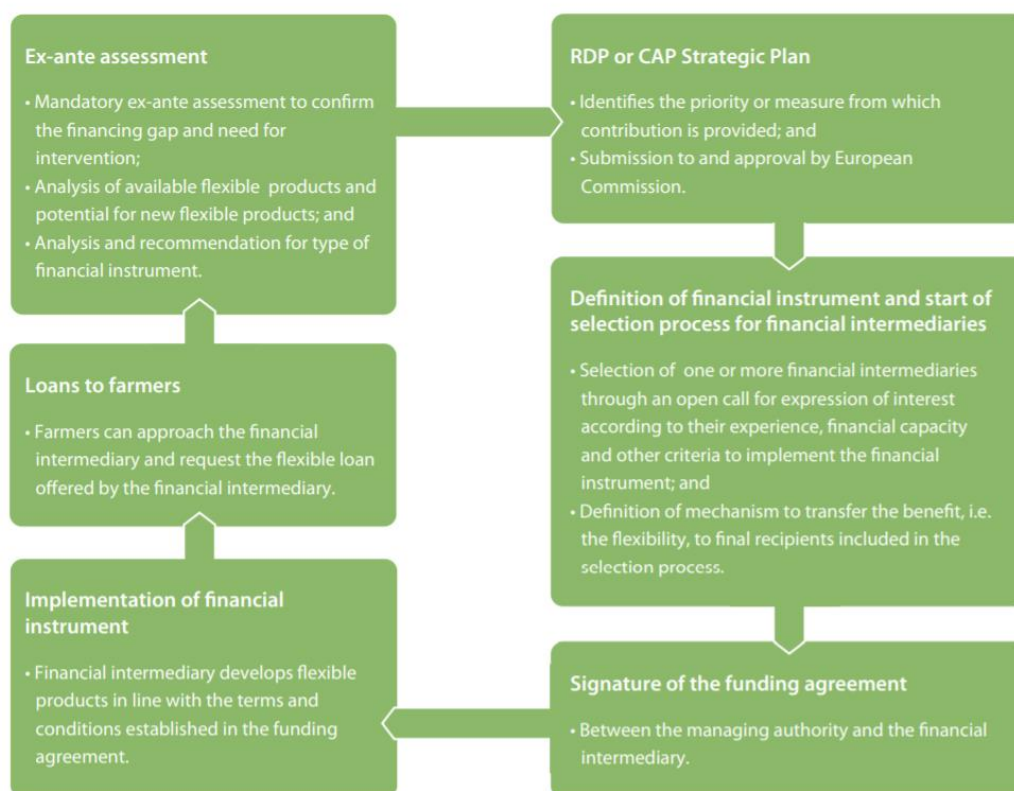 Ex-ante assessment
• Mandatory ex-ante assessment to confirm
the financing gap and need for
intervention;
• Analysis of available flexible products and
potential for new flexible products; and
• Analysis and recommendation for type of
financial instrument.
RDP or CAP Strategic Plan
• Identifies the priority or measure from which
contribution is provided; and
• Submission to and approval by European
Commission.
Definition of financial instrument and start of
selection process for financial intermediaries
• Selection of one or more financial intermediaries
through an open call for expression of interest
according to their experience, financial capacity
and other criteria to implement the financial
instrument; and
• Definition of mechanism to transfer the benefit, i.e.
the flexibility, to final recipients included in the
selection process.
Signature of the funding agreement
• Between the managing authority and the financial
intermediary.
Implementation of financial
instrument
• Financial intermediary develops flexible
products in line with the terms and
conditions established in the funding
agreement.
Loans to farmers
• Farmers can approach the financial
intermediary and request the flexible loan
offered by the financial intermediary.